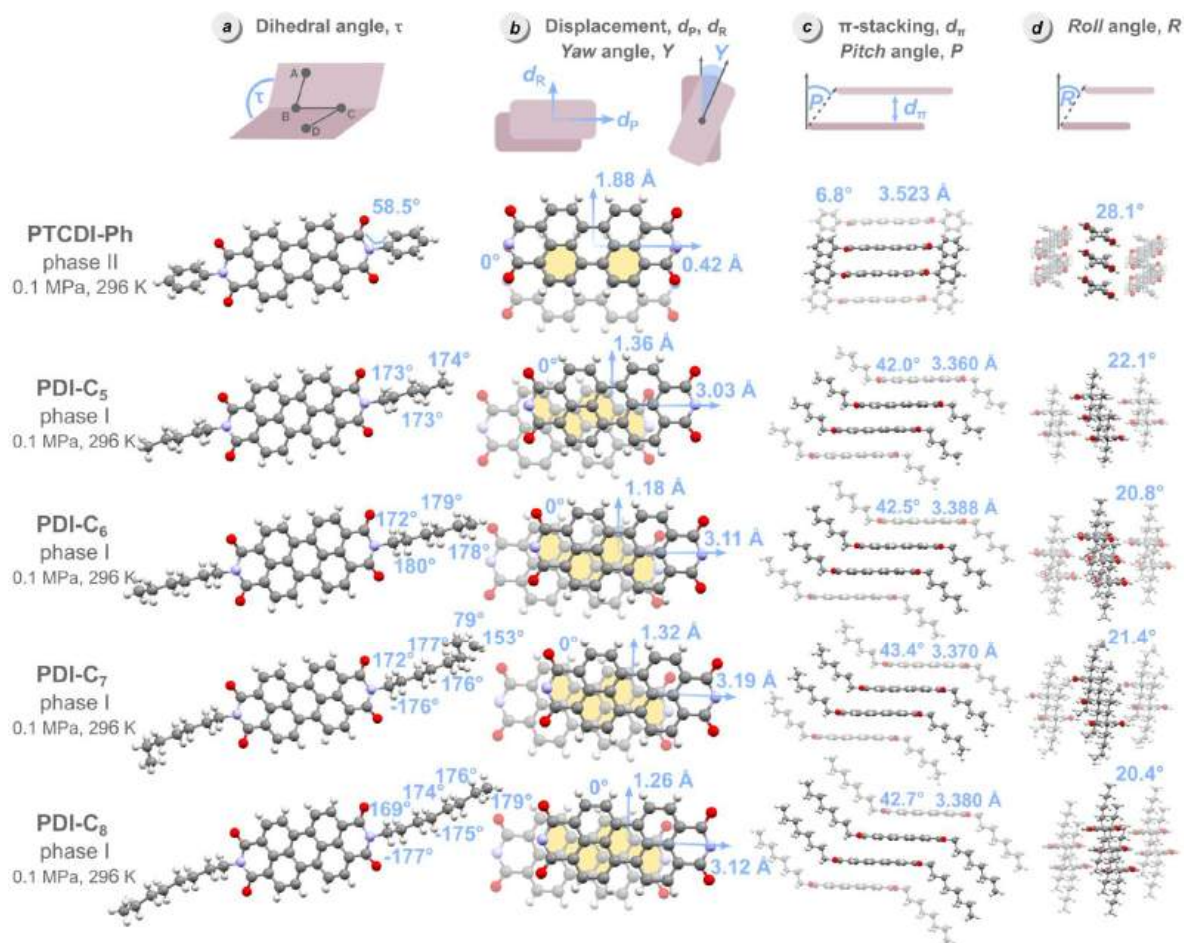 a Dihedral angle, τ
b Displacement, dP, dR
Yaw angle, Y
c π-stacking, dπ
Pitch angle, P
d Roll angle, R
A
B
C
D
τ
dR
dP
Y
P
dπ
R
PTCDI-Ph
phase II
0.1 MPa, 296 K
58.5°
1.88 Å
0°
0.42 Å
6.8° 3.523 Å
28.1°
PDI-C5
phase I
0.1 MPa, 296 K
173° 174°
173°
0° 1.36 Å
3.03 Å
42.0° 3.360 Å
22.1°
PDI-C6
phase I
0.1 MPa, 296 K
172° 179°
180° 178°
0° 1.18 Å
3.11 Å
42.5° 3.388 Å
20.8°
PDI-C7
phase I
0.1 MPa, 296 K
79°
172° 177° 153°
-176° 176°
0° 1.32 Å
3.19 Å
43.4° 3.370 Å
21.4°
PDI-C8
phase I
0.1 MPa, 296 K
169° 174° 176° 179°
-177° -175°
0° 1.26 Å
3.12 Å
42.7° 3.380 Å
20.4°